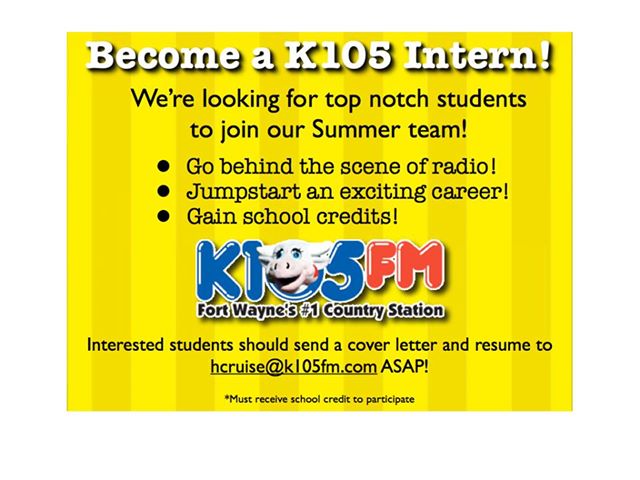 Become a K105 Intern!
We're looking for top notch students
to join our Summer team!
● Go behind the scene of radio!
● Jumpstart an exciting career!
● Gain school credits!
K105FM
Fort Wayne's #1 Country Station
Interested students should send a cover letter and resume to
hcruise@k105fm.com ASAP!
*Must receive school credit to participate